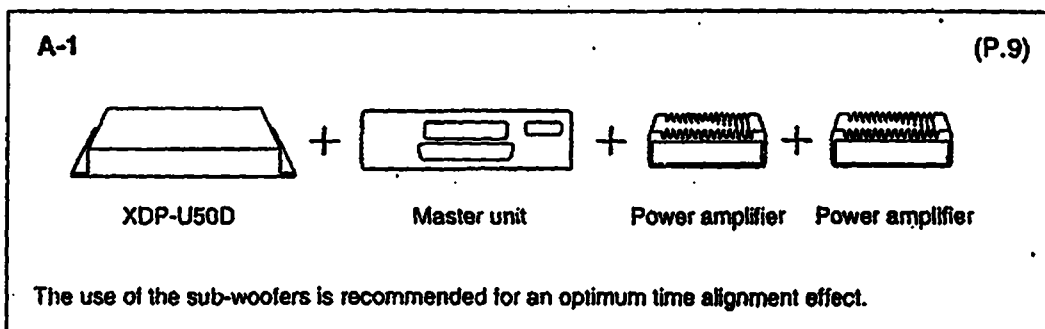 A-1 (P.9)
+ + +
XDP-U50D Master unit Power amplifier Power amplifier
The use of the sub-woofers is recommended for an optimum time alignment effect.